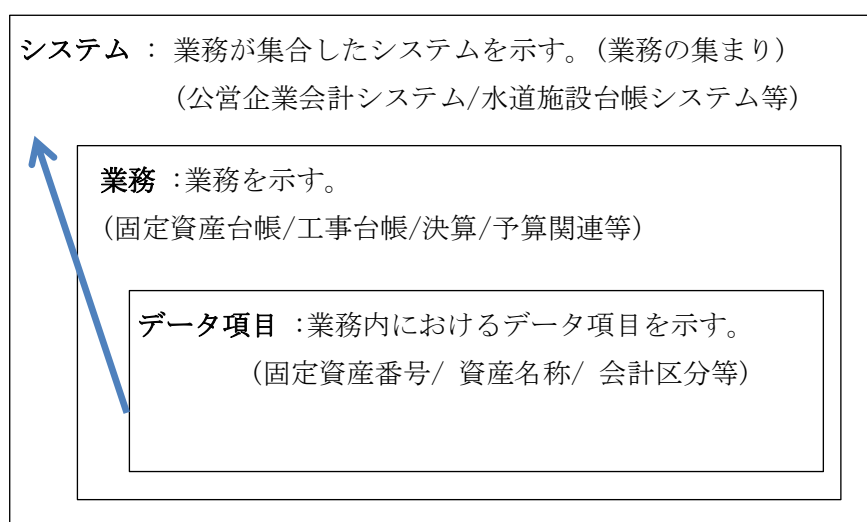 システム : 業務が集合したシステムを示す。(業務の集まり)
(公営企業会計システム/水道施設台帳システム等)
業務 :業務を示す。
(固定資産台帳/工事台帳/決算/予算関連等)
データ項目 :業務内におけるデータ項目を示す。
(固定資産番号/ 資産名称/ 会計区分等)